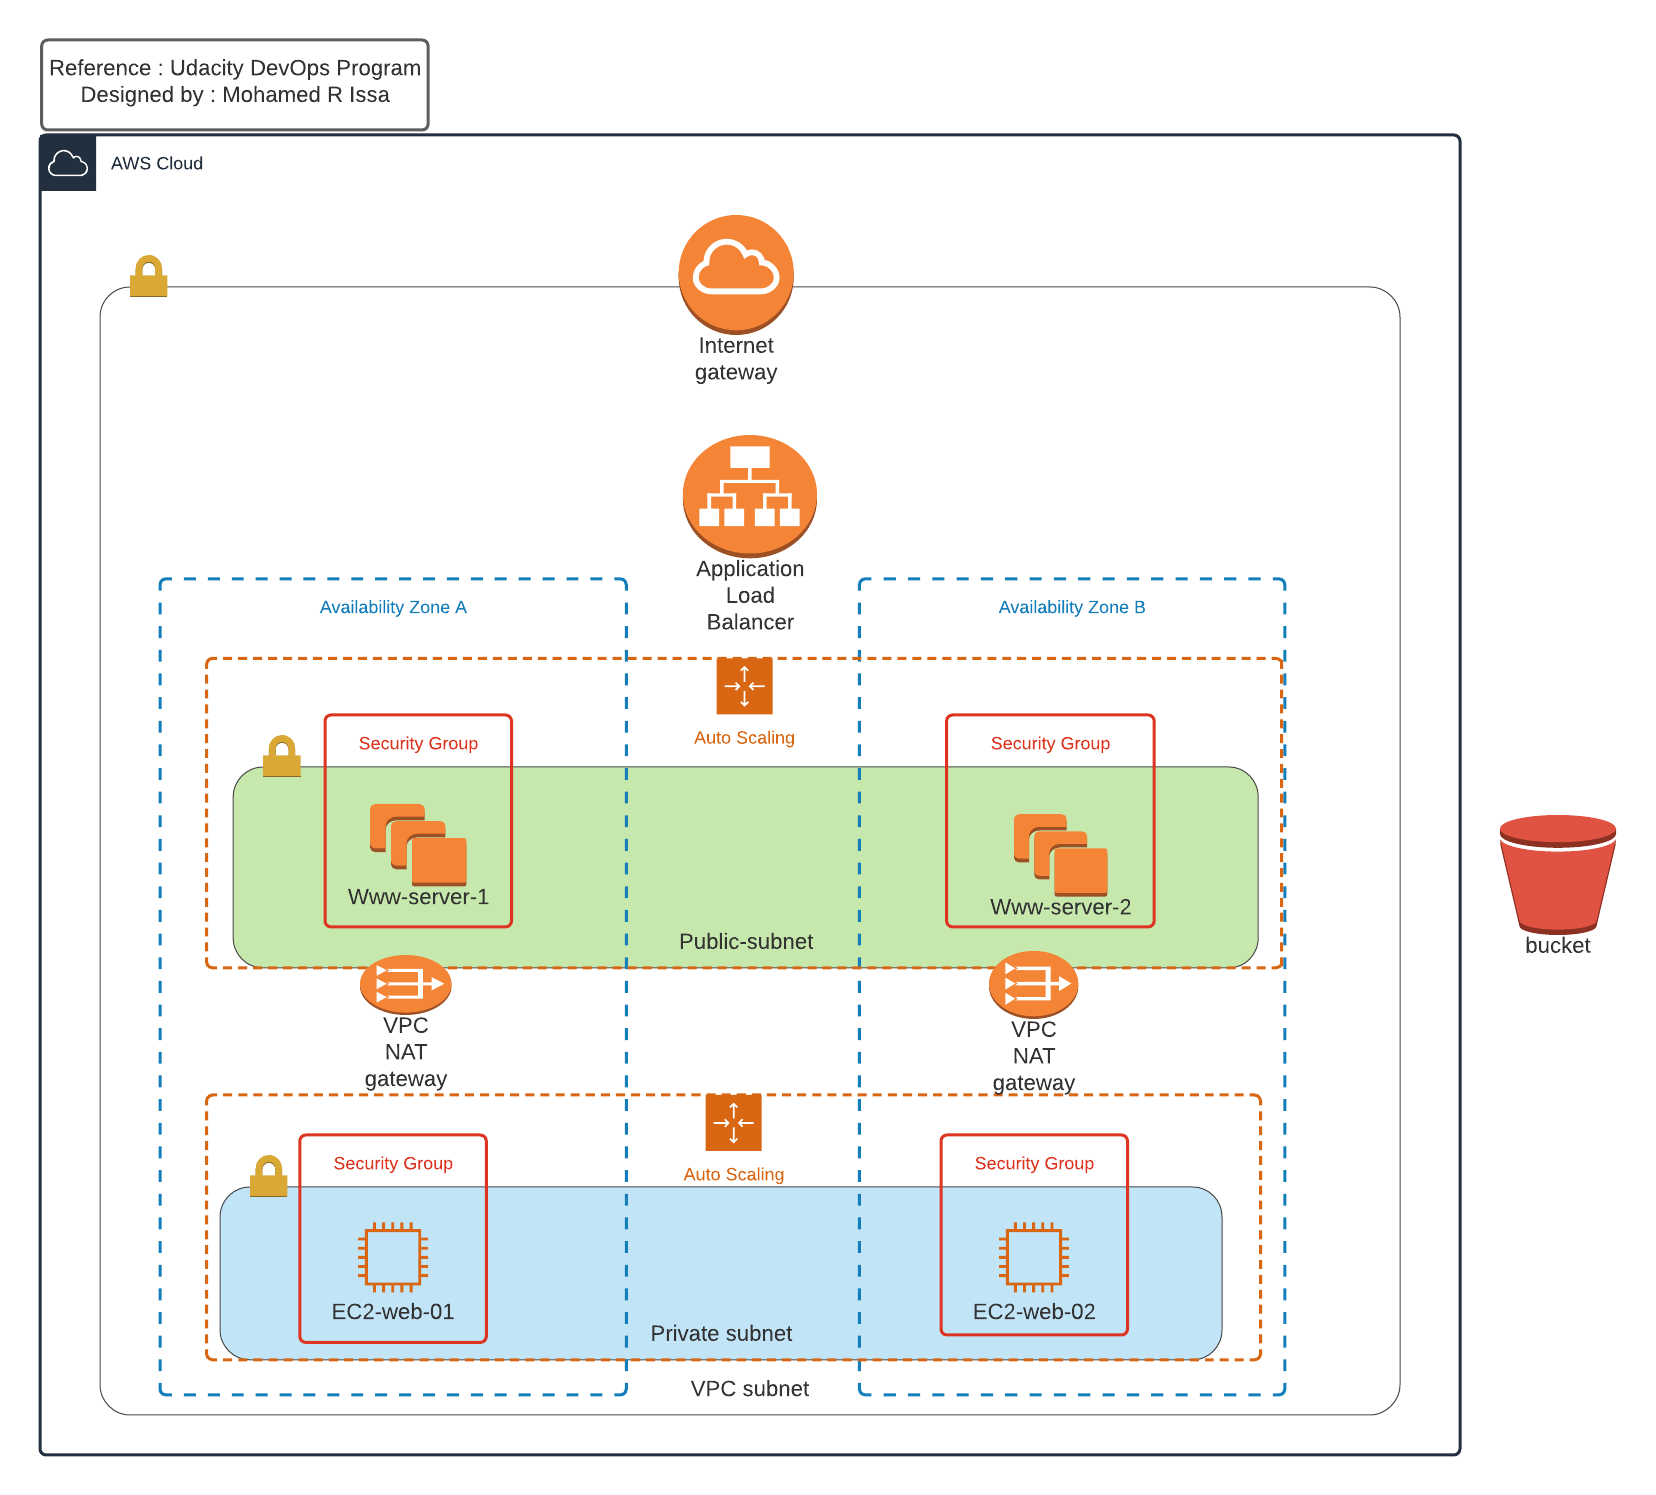 Reference : Udacity DevOps Program
Designed by : Mohamed R Issa
AWS Cloud
Internet
gateway
Application
Load
Balancer
Availability Zone A
Availability Zone B
Auto Scaling
Security Group
Security Group
Www-server-1
Www-server-2
Public-subnet
bucket
VPC
NAT
gateway
VPC
NAT
gateway
Auto Scaling
Security Group
Security Group
EC2-web-01
EC2-web-02
Private subnet
VPC subnet